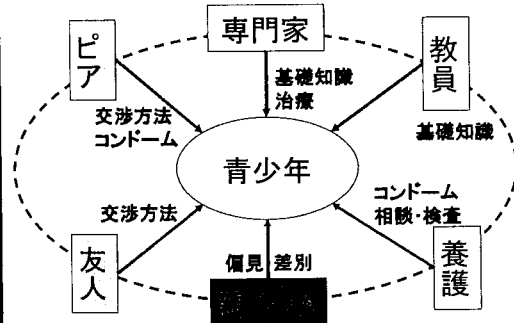 専門家
ピア
教員
基礎知識
治療
交渉方法
コンドーム
基礎知識
青少年
コンドーム
相談・検査
交渉方法
友人
偏見 差別
養護